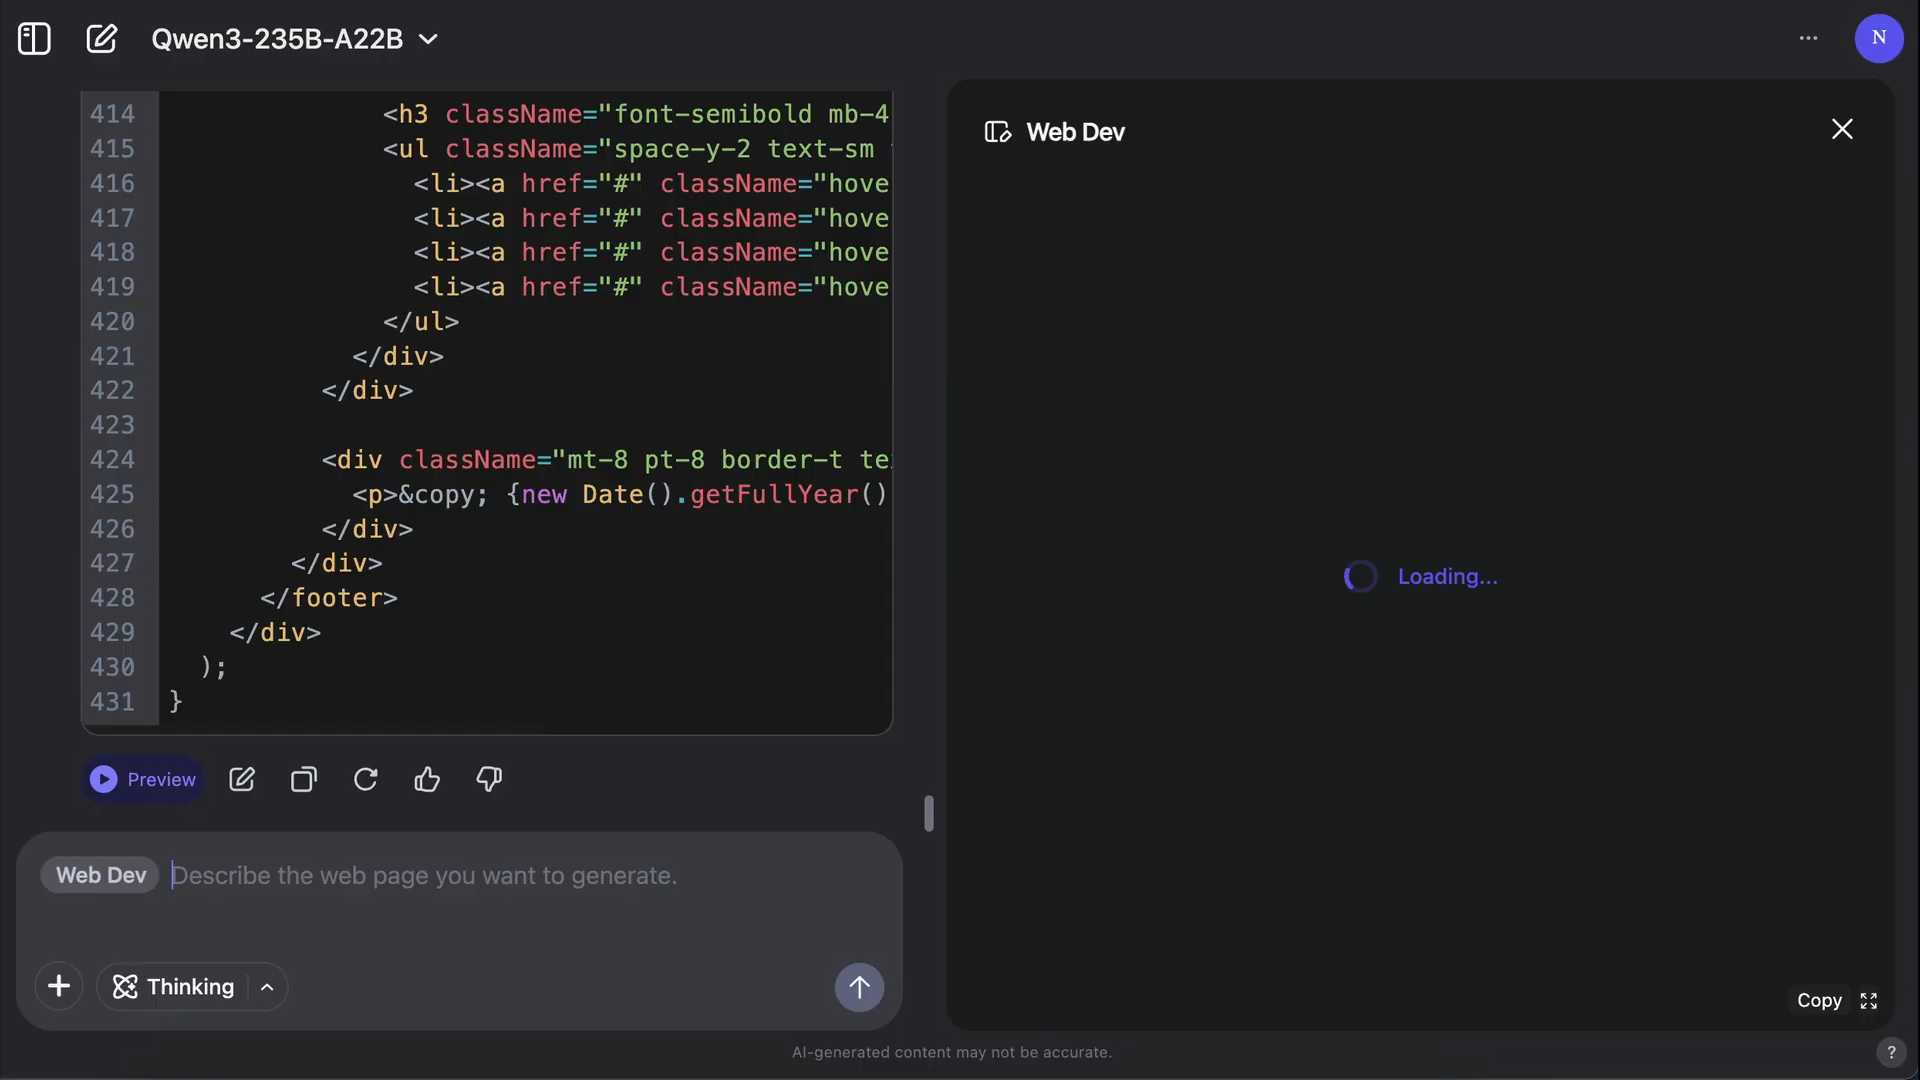 Qwen3-235B-A22B
N
414 <h3 className="font-semibold mb-4
415 <ul className="space-y-2 text-sm
416 <li><a href="#" className="hove
417 <li><a href="#" className="hove
418 <li><a href="#" className="hove
419 <li><a href="#" className="hove
420 </ul>
421 </div>
422 </div>
423
424 <div className="mt-8 pt-8 border-t te
425 <p>&copy; {new Date().getFullYear()
426 </div>
427 </div>
428 </footer>
429 </div>
430 );
431 }
Preview
Web Dev Describe the web page you want to generate.
Thinking
Web Dev
Loading...
Copy
AI-generated content may not be accurate.
?